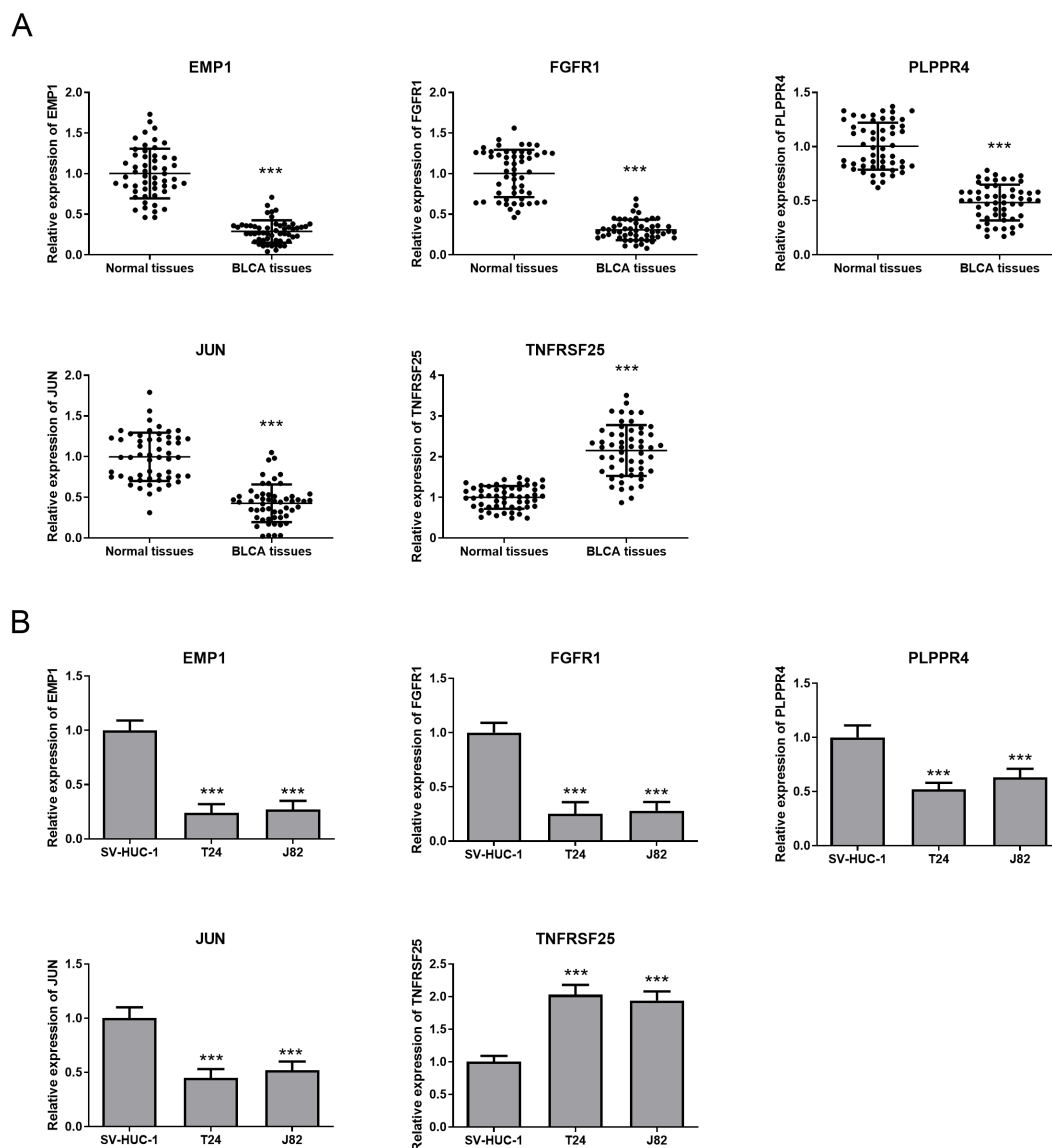 A
EMP1
Relative expression of EMP1
2.0
1.5
1.0
0.5
0.0
***
Normal tissues
BLCA tissues
FGFR1
Relative expression of FGFR1
2.0
1.5
1.0
0.5
0.0
***
Normal tissues
BLCA tissues
PLPPR4
Relative expression of PLPPR4
1.5
1.0
0.5
0.0
***
Normal tissues
BLCA tissues
JUN
Relative expression of JUN
2.0
1.5
1.0
0.5
0.0
***
Normal tissues
BLCA tissues
TNFRSF25
Relative expression of TNFRSF25
4
3
2
1
0
***
Normal tissues
BLCA tissues
B
EMP1
Relative expression of EMP1
1.5
1.0
0.5
0.0
***
***
SV-HUC-1
T24
J82
FGFR1
Relative expression of FGFR1
1.5
1.0
0.5
0.0
***
***
SV-HUC-1
T24
J82
PLPPR4
Relative expression of PLPPR4
1.5
1.0
0.5
0.0
***
***
SV-HUC-1
T24
J82
JUN
Relative expression of JUN
1.5
1.0
0.5
0.0
***
***
SV-HUC-1
T24
J82
TNFRSF25
Relative expression of TNFRSF25
2.5
2.0
1.5
1.0
0.5
0.0
***
***
SV-HUC-1
T24
J82